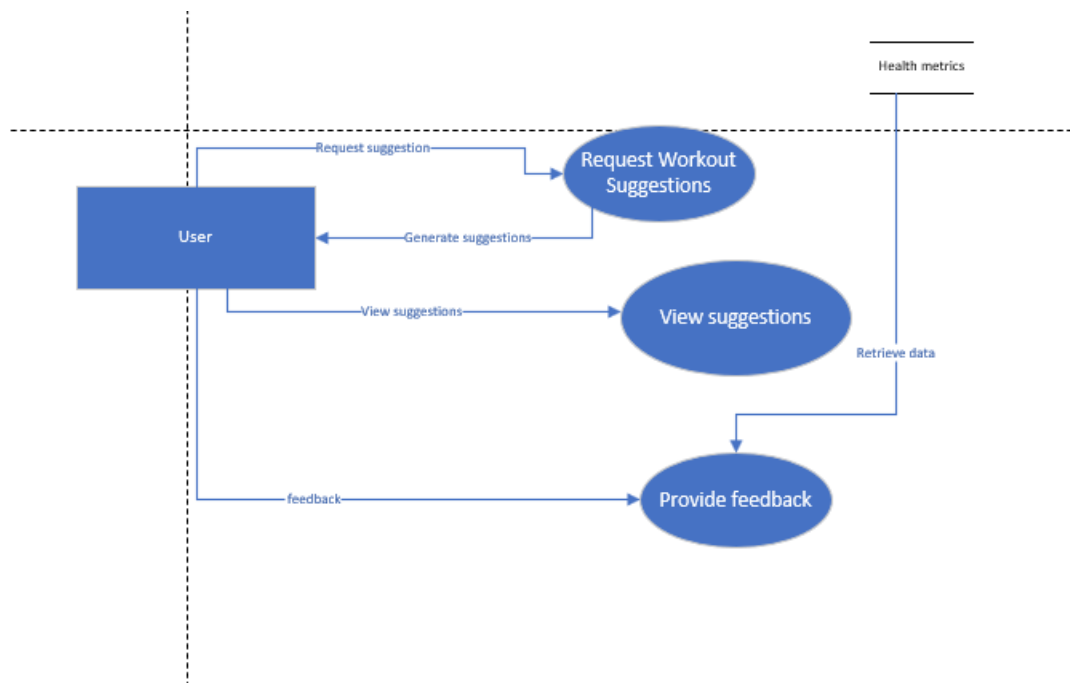 Health metrics
Request suggestion
Request Workout
Suggestions
User
Generate suggestions
View suggestions
View suggestions
Retrieve data
feedback
Provide feedback